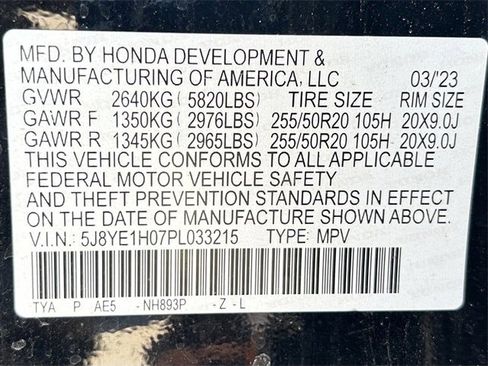 MFD. BY HONDA DEVELOPMENT &
MANUFACTURING OF AMERICA, LLC 03/'23
GVWR 2640KG ( 5820LBS) TIRE SIZE RIM SIZE
GAWR F 1350KG ( 2976LBS) 255/50R20 105H 20X9.0J
GAWR R 1345KG ( 2965LBS) 255/50R20 105H 20X9.0J
THIS VEHICLE CONFORMS TO ALL APPLICABLE
FEDERAL MOTOR VEHICLE SAFETY
AND THEFT PREVENTION STANDARDS IN EFFECT
ON THE DATE OF MANUFACTURE SHOWN ABOVE.
V.I.N.: 5J8YE1H07PL033215 TYPE: MPV
TYA P AE5 -NH893P -Z-L